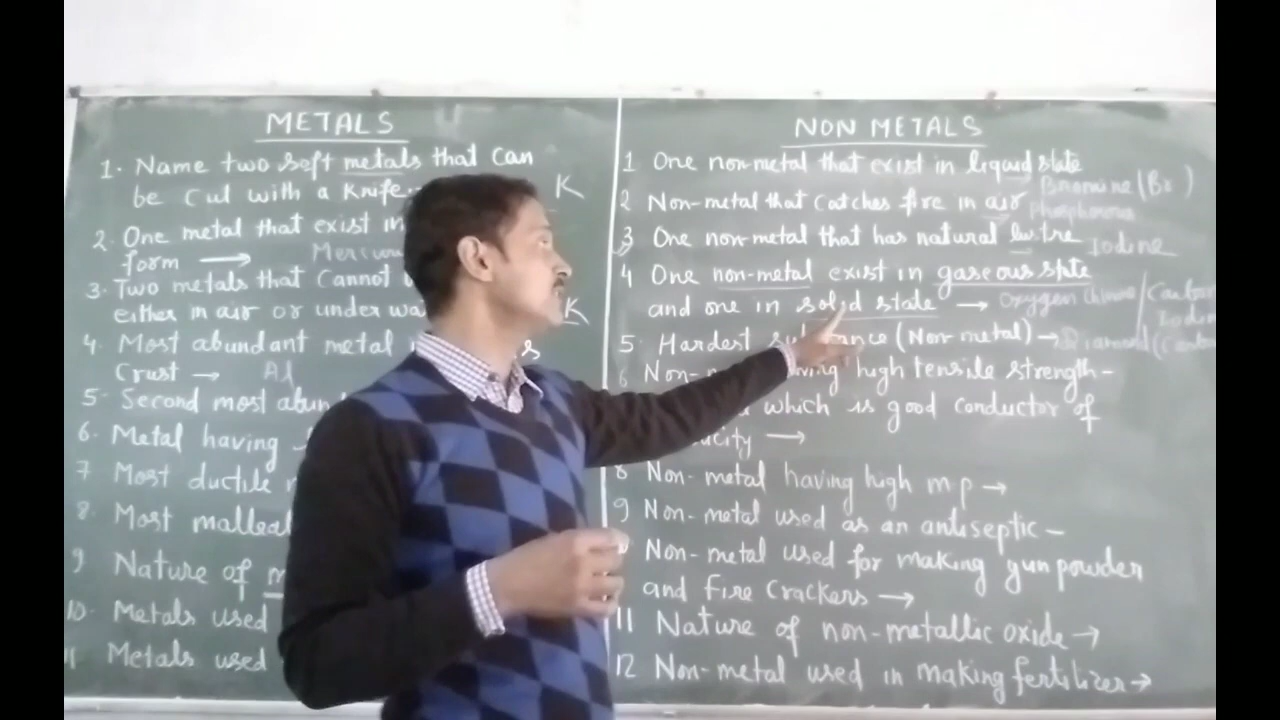 METALS
1. Name two soft metals that can
be cut with a knife.. K
2. One metal that exist in
form → Mercur
3. Two metals that cannot
either in air or under wa K
4. Most abundant metal
Crust → Al
5. Second most abun
6. Metal having
7 Most ductile
8. Most malleab
9 Nature of
10. Metals used
11 Metals used
NON METALS
1 One non-metal that exist in liquid state
Bromine (Br)
2 Non-metal that catches fire in air phosphorous
3 One non-metal that has natural lustre Iodine
4 One non-metal exist in gaseous state
and one in solid state → Oxygen / Carbon
Iodin
5. Hardest substance (Non-metal) → Diamond (Carbon
6 Non- having high tensile strength-
which is good conductor of
→
8 Non-metal having high m.p →
9 Non-metal used as an antiseptic -
Non-metal used for making gunpowder
and fire crackers →
11 Nature of non-metallic oxide →
12 Non-metal used in making fertilizer →